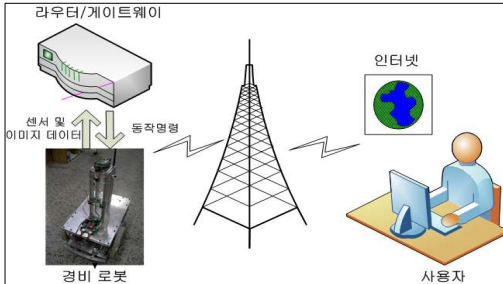 라우터/게이트웨이
인터넷
센서 및
이미지 데이터
동작명령
경비 로봇
사용자